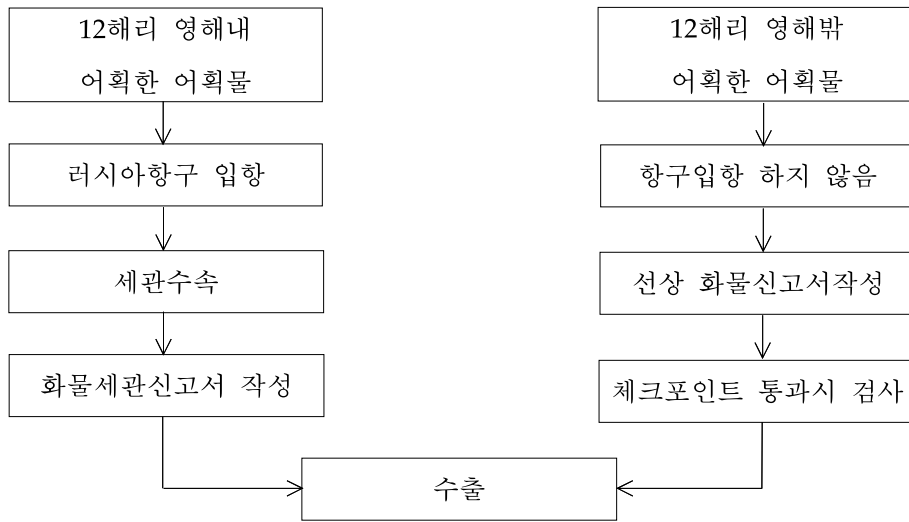 12해리 영해내
어획한 어획물
러시아항구 입항
세관수속
화물세관신고서 작성
12해리 영해밖
어획한 어획물
항구입항 하지 않음
선상 화물신고서작성
체크포인트 통과시 검사
수출